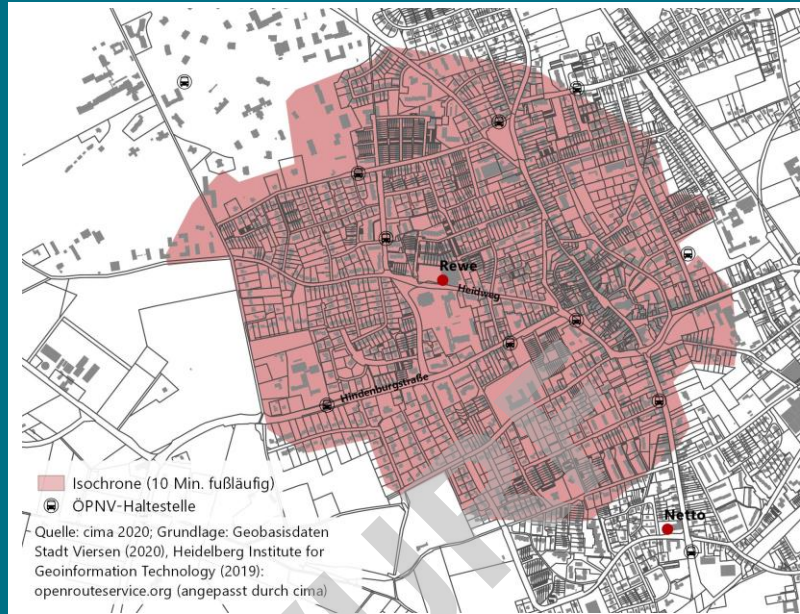 Rewe
Heidweg
Hindenburgstraße
Isochrone (10 Min. fußläufig)
ÖPNV-Haltestelle
Quelle: cima 2020; Grundlage: Geobasisdaten
Stadt Viersen (2020), Heidelberg Institute for
Geoinformation Technology (2019):
openrouteservice.org (angepasst durch cima)
Netto